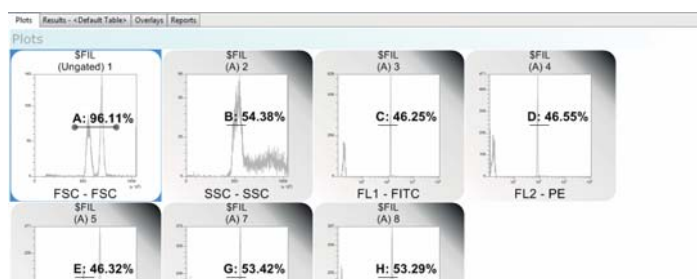 Plots Results - <Default Table> Overlays Reports
Plots
$FIL
(Ungated) 1
A: 96.11%
FSC - FSC
$FIL
(A) 2
B: 54.38%
SSC - SSC
$FIL
(A) 3
C: 46.25%
FL1 - FITC
$FIL
(A) 4
D: 46.55%
FL2 - PE
$FIL
(A) 5
E: 46.32%
$FIL
(A) 7
G: 53.42%
$FIL
(A) 8
H: 53.29%